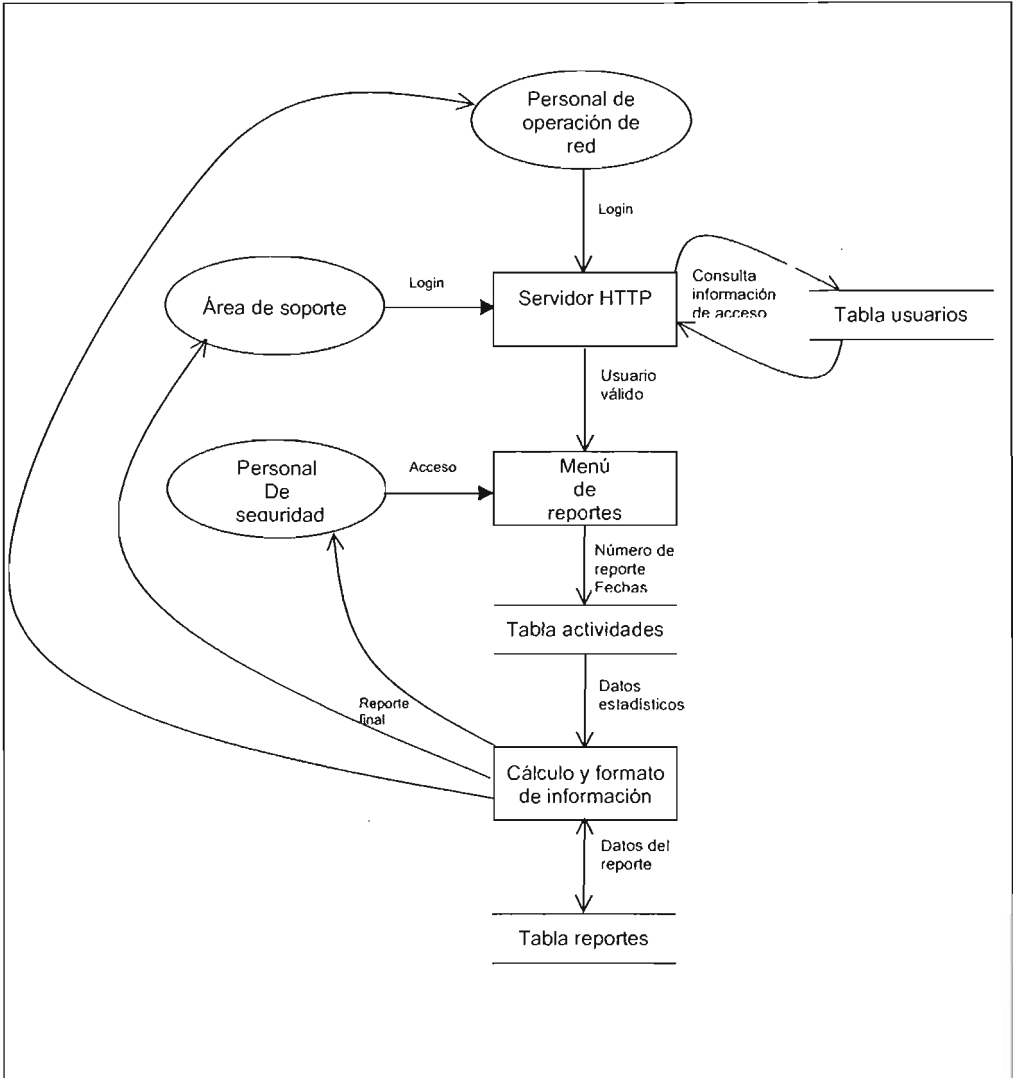 Personal de
operación de
red
Login
Área de soporte
Login
Servidor HTTP
Consulta
información
de acceso
Tabla usuarios
Usuario
válido
Personal
De
seguridad
Acceso
Menú
de
reportes
Número de
reporte
Fechas
Tabla actividades
Datos
estadísticos
Reporte
final
Cálculo y formato
de información
Datos del
reporte
Tabla reportes